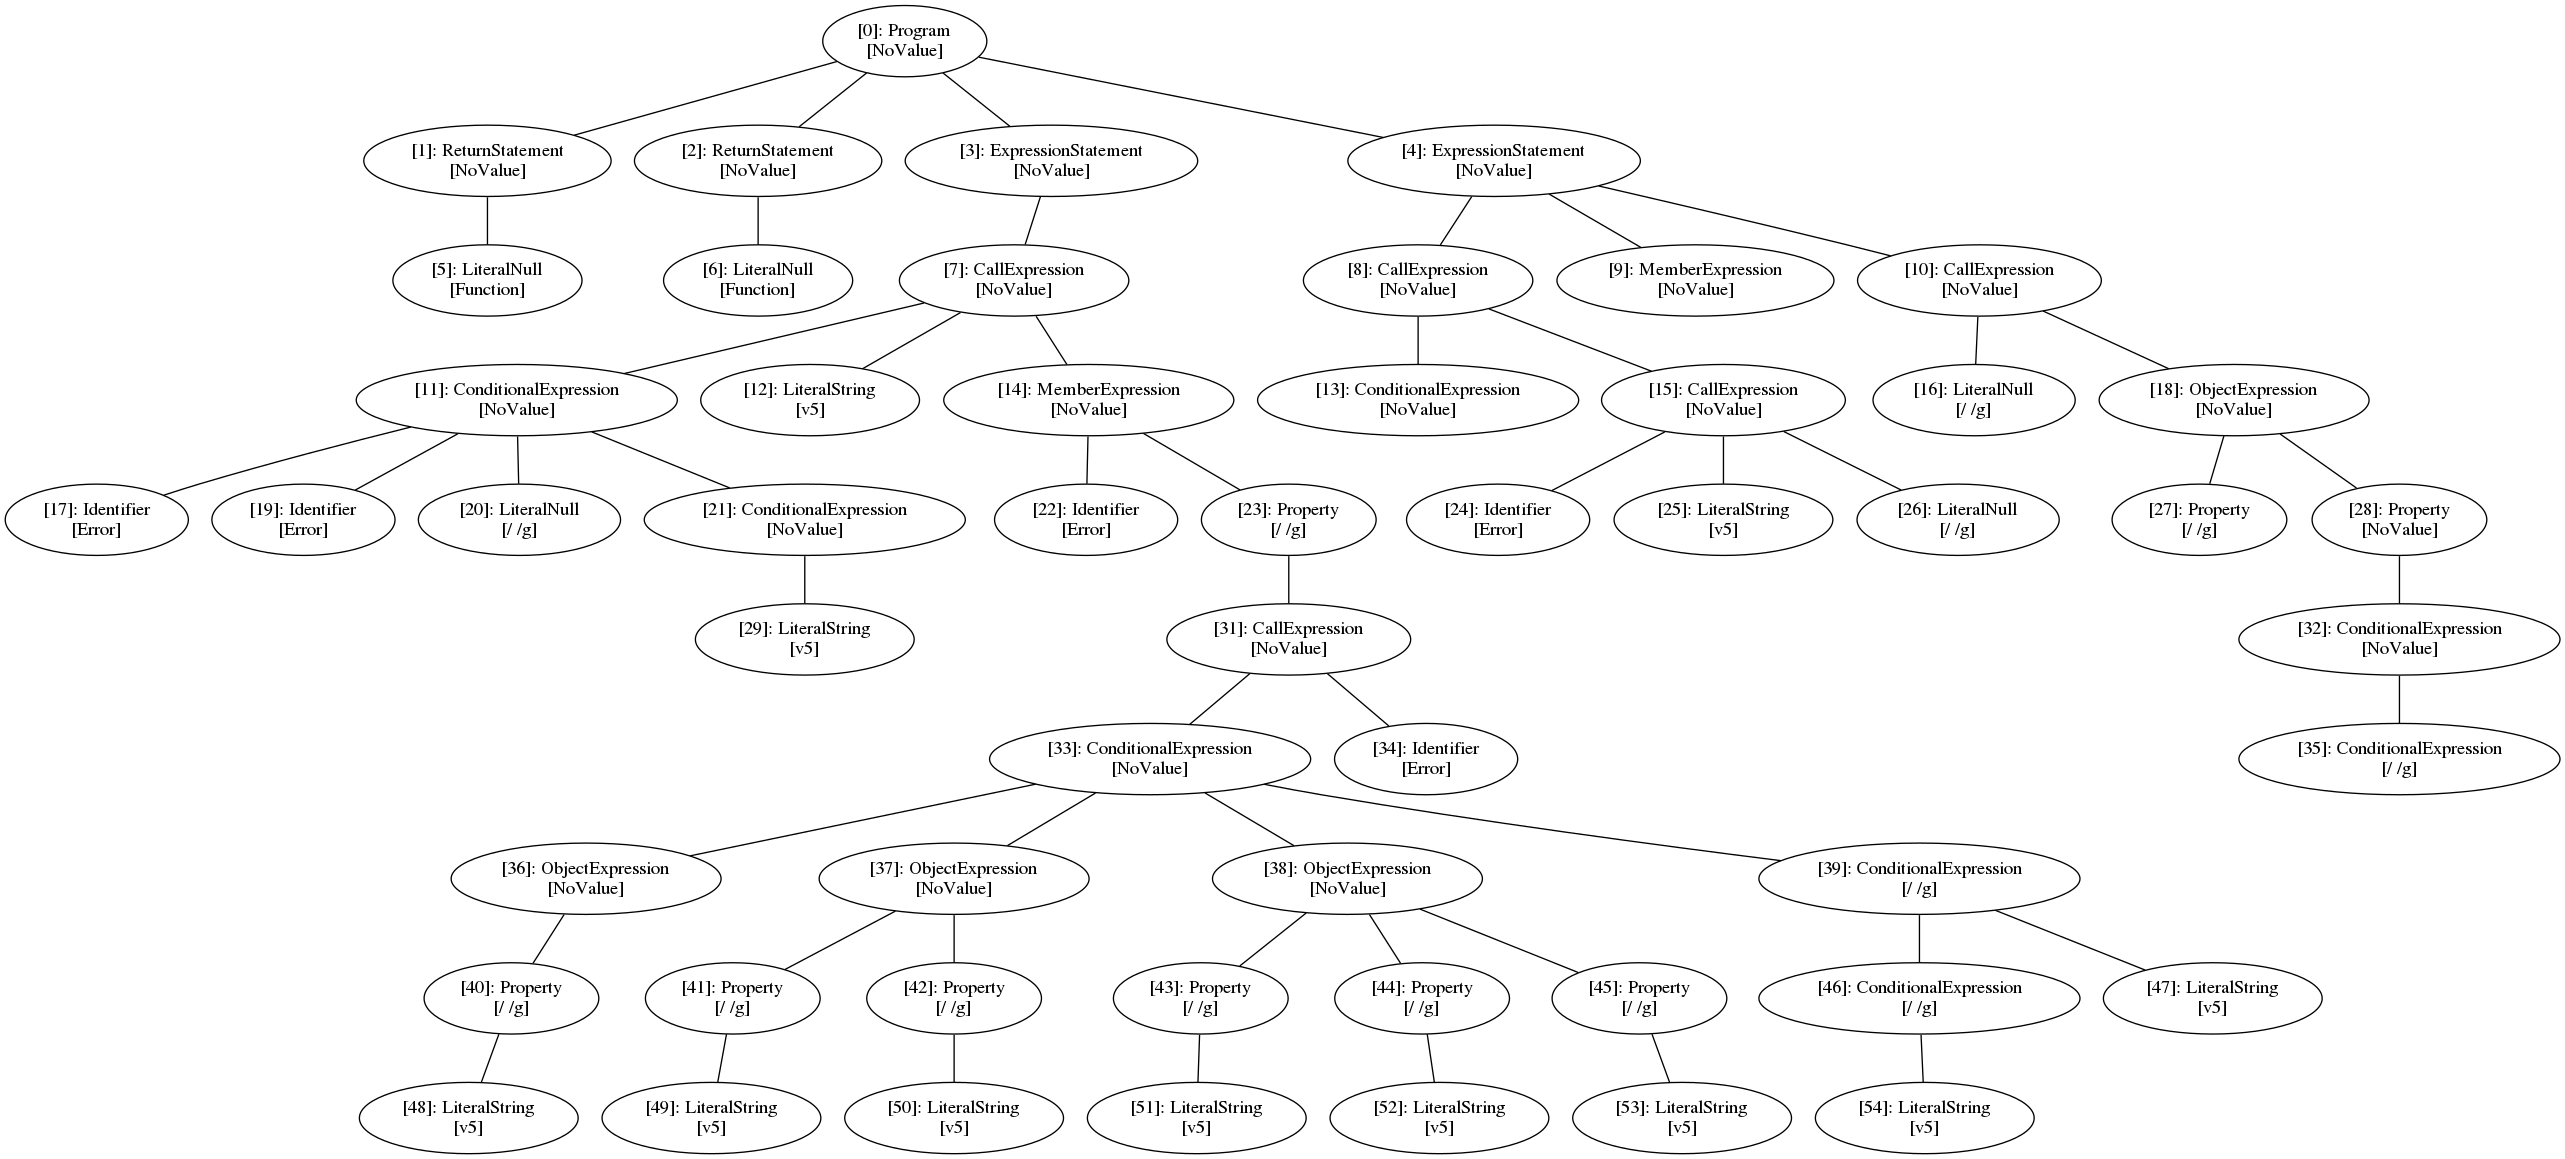 [0]: Program
[NoValue]
[1]: ReturnStatement
[NoValue]
[2]: ReturnStatement
[NoValue]
[3]: ExpressionStatement
[NoValue]
[4]: ExpressionStatement
[NoValue]
[5]: LiteralNull
[Function]
[6]: LiteralNull
[Function]
[7]: CallExpression
[NoValue]
[8]: CallExpression
[NoValue]
[9]: MemberExpression
[NoValue]
[10]: CallExpression
[NoValue]
[11]: ConditionalExpression
[NoValue]
[12]: LiteralString
[v5]
[14]: MemberExpression
[NoValue]
[13]: ConditionalExpression
[NoValue]
[15]: CallExpression
[NoValue]
[16]: LiteralNull
[/ /g]
[18]: ObjectExpression
[NoValue]
[17]: Identifier
[Error]
[19]: Identifier
[Error]
[20]: LiteralNull
[/ /g]
[21]: ConditionalExpression
[NoValue]
[22]: Identifier
[Error]
[23]: Property
[/ /g]
[24]: Identifier
[Error]
[25]: LiteralString
[v5]
[26]: LiteralNull
[/ /g]
[27]: Property
[/ /g]
[28]: Property
[NoValue]
[29]: LiteralString
[v5]
[31]: CallExpression
[NoValue]
[32]: ConditionalExpression
[NoValue]
[33]: ConditionalExpression
[NoValue]
[34]: Identifier
[Error]
[35]: ConditionalExpression
[/ /g]
[36]: ObjectExpression
[NoValue]
[37]: ObjectExpression
[NoValue]
[38]: ObjectExpression
[NoValue]
[39]: ConditionalExpression
[/ /g]
[40]: Property
[/ /g]
[41]: Property
[/ /g]
[42]: Property
[/ /g]
[43]: Property
[/ /g]
[44]: Property
[/ /g]
[45]: Property
[/ /g]
[46]: ConditionalExpression
[/ /g]
[47]: LiteralString
[v5]
[48]: LiteralString
[v5]
[49]: LiteralString
[v5]
[50]: LiteralString
[v5]
[51]: LiteralString
[v5]
[52]: LiteralString
[v5]
[53]: LiteralString
[v5]
[54]: LiteralString
[v5]